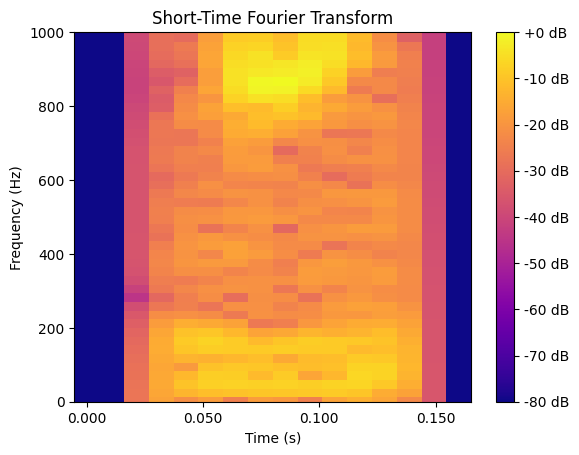 Short-Time Fourier Transform
1000
800
600
400
200
0
Frequency (Hz)
0.000
0.050
0.100
0.150
Time (s)
+0 dB
-10 dB
-20 dB
-30 dB
-40 dB
-50 dB
-60 dB
-70 dB
-80 dB